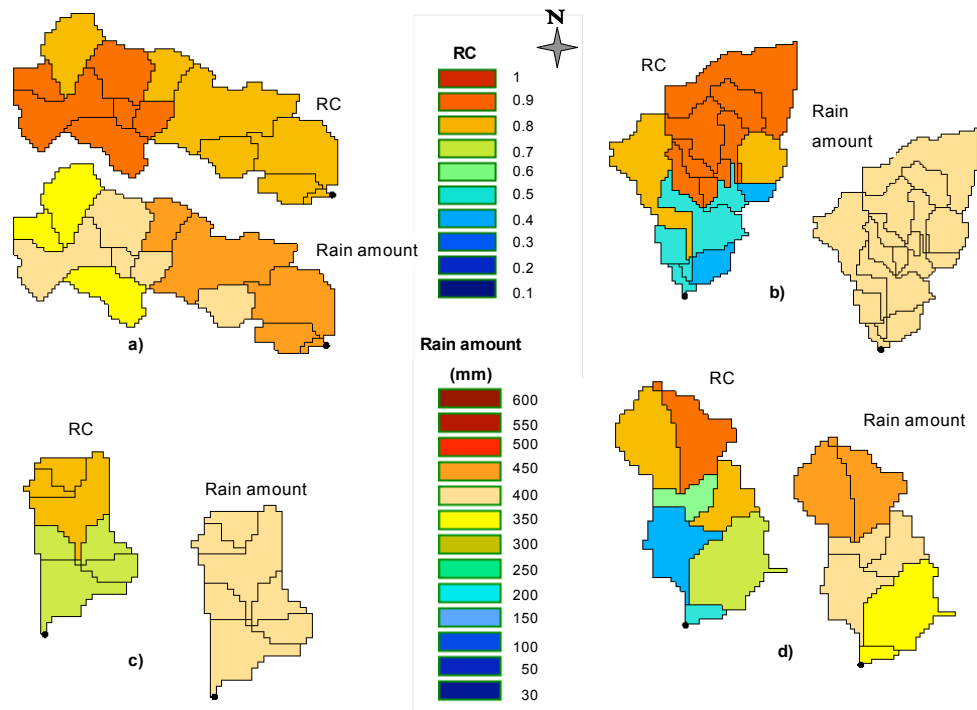 RC
Rain amount
a)
N
RC
1
0.9
0.8
0.7
0.6
0.5
0.4
0.3
0.2
0.1
RC
Rain
amount
b)
Rain amount
(mm)
600
550
500
450
400
350
300
250
200
150
100
50
30
RC
Rain amount
c)
RC
Rain amount
d)